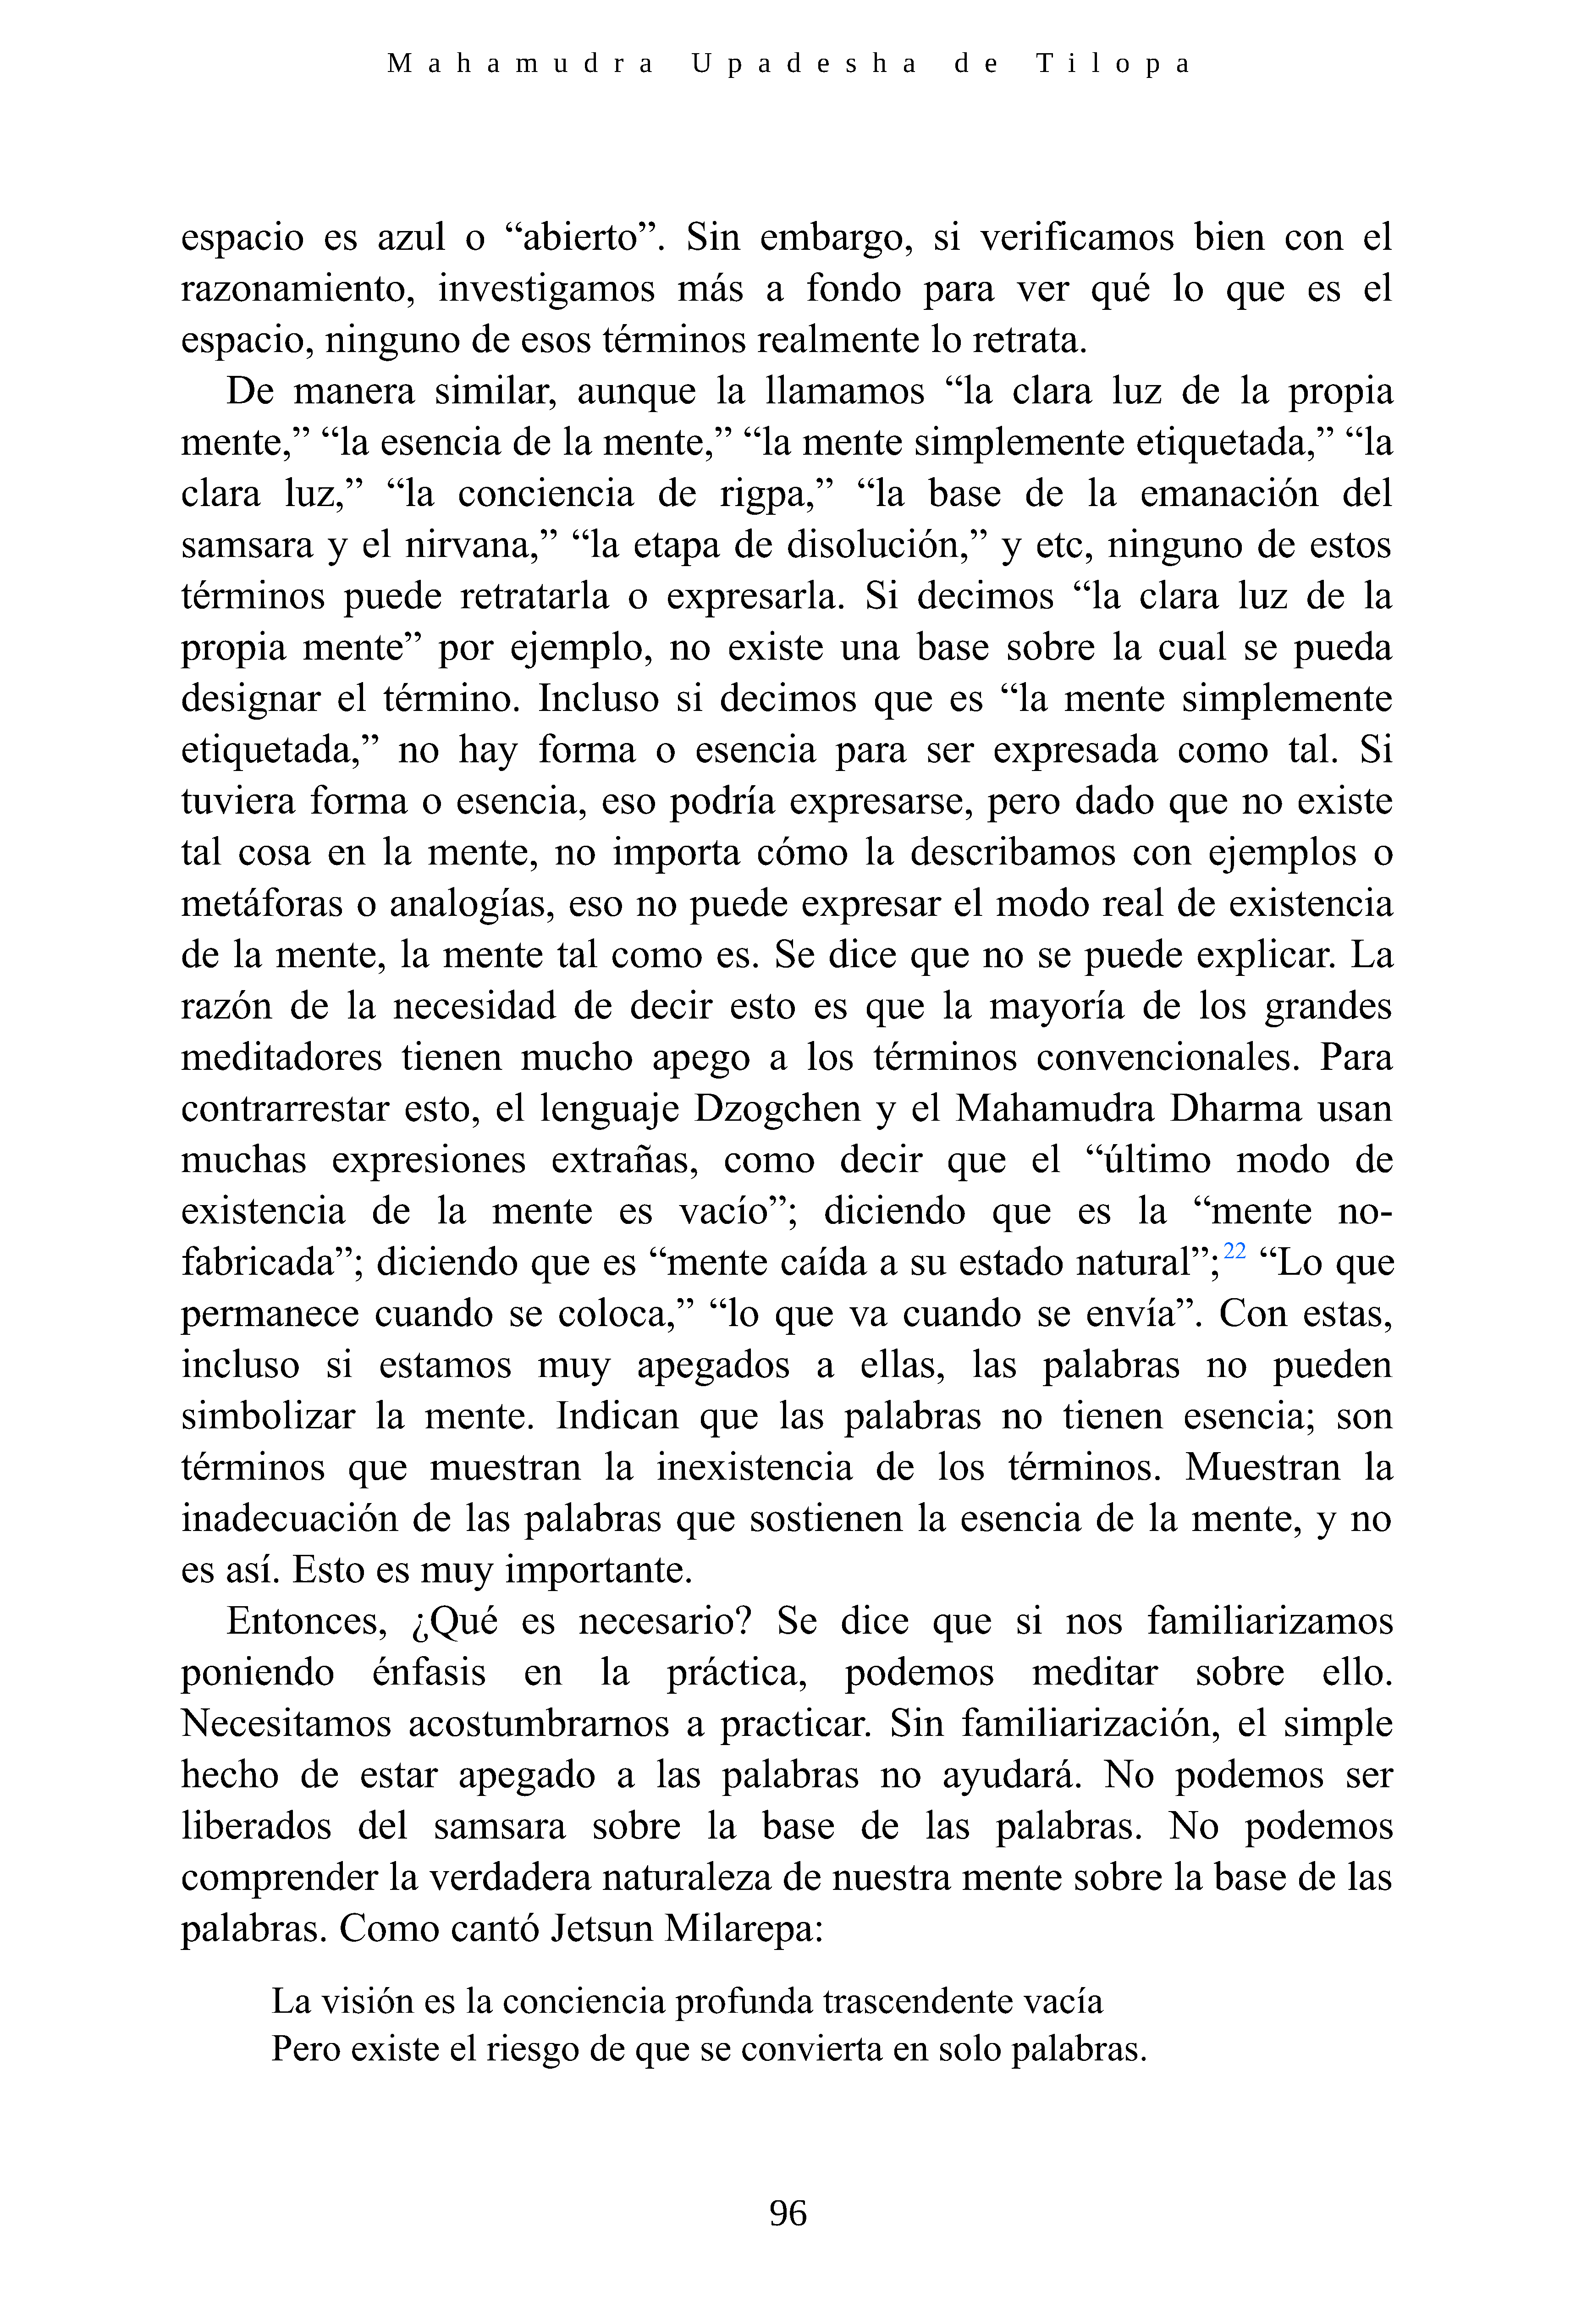 Mahamudra Upadesha de Tilopa
espacio es azul o “abierto”. Sin embargo, si verificamos bien con el
razonamiento, investigamos más a fondo para ver qué lo que es el
espacio, ninguno de esos términos realmente lo retrata.
De manera similar, aunque la llamamos “la clara luz de la propia
mente,” “la esencia de la mente,” “la mente simplemente etiquetada,” “la
clara luz,” “la conciencia de rigpa,” “la base de la emanación del
samsara y el nirvana,” “la etapa de disolución,” y etc, ninguno de estos
términos puede retratarla o expresarla. Si decimos “la clara luz de la
propia mente” por ejemplo, no existe una base sobre la cual se pueda
designar el término. Incluso si decimos que es “la mente simplemente
etiquetada,” no hay forma o esencia para ser expresada como tal. Si
tuviera forma o esencia, eso podría expresarse, pero dado que no existe
tal cosa en la mente, no importa cómo la describamos con ejemplos o
metáforas o analogías, eso no puede expresar el modo real de existencia
de la mente, la mente tal como es. Se dice que no se puede explicar. La
razón de la necesidad de decir esto es que la mayoría de los grandes
meditadores tienen mucho apego a los términos convencionales. Para
contrarrestar esto, el lenguaje Dzogchen y el Mahamudra Dharma usan
muchas expresiones extrañas, como decir que el “último modo de
existencia de la mente es vacío”; diciendo que es la “mente no-
fabricada”; diciendo que es “mente caída a su estado natural”;22 “Lo que
permanece cuando se coloca,” “lo que va cuando se envía”. Con estas,
incluso si estamos muy apegados a ellas, las palabras no pueden
simbolizar la mente. Indican que las palabras no tienen esencia; son
términos que muestran la inexistencia de los términos. Muestran la
inadecuación de las palabras que sostienen la esencia de la mente, y no
es así. Esto es muy importante.
Entonces, ¿Qué es necesario? Se dice que si nos familiarizamos
poniendo énfasis en la práctica, podemos meditar sobre ello.
Necesitamos acostumbrarnos a practicar. Sin familiarización, el simple
hecho de estar apegado a las palabras no ayudará. No podemos ser
liberados del samsara sobre la base de las palabras. No podemos
comprender la verdadera naturaleza de nuestra mente sobre la base de las
palabras. Como cantó Jetsun Milarepa:
La visión es la conciencia profunda trascendente vacía
Pero existe el riesgo de que se convierta en solo palabras.
96